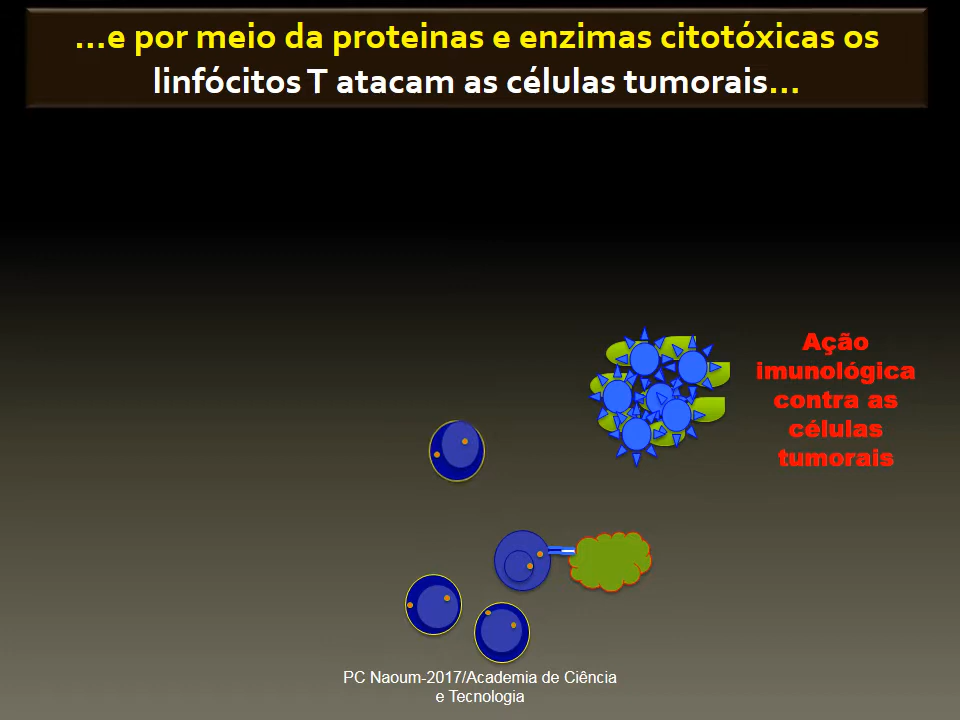 ...e por meio da proteinas e enzimas citotóxicas os
linfócitos T atacam as células tumorais...
Ação
imunológica
contra as
células
tumorais
PC Naoum-2017/Academia de Ciência
e Tecnologia